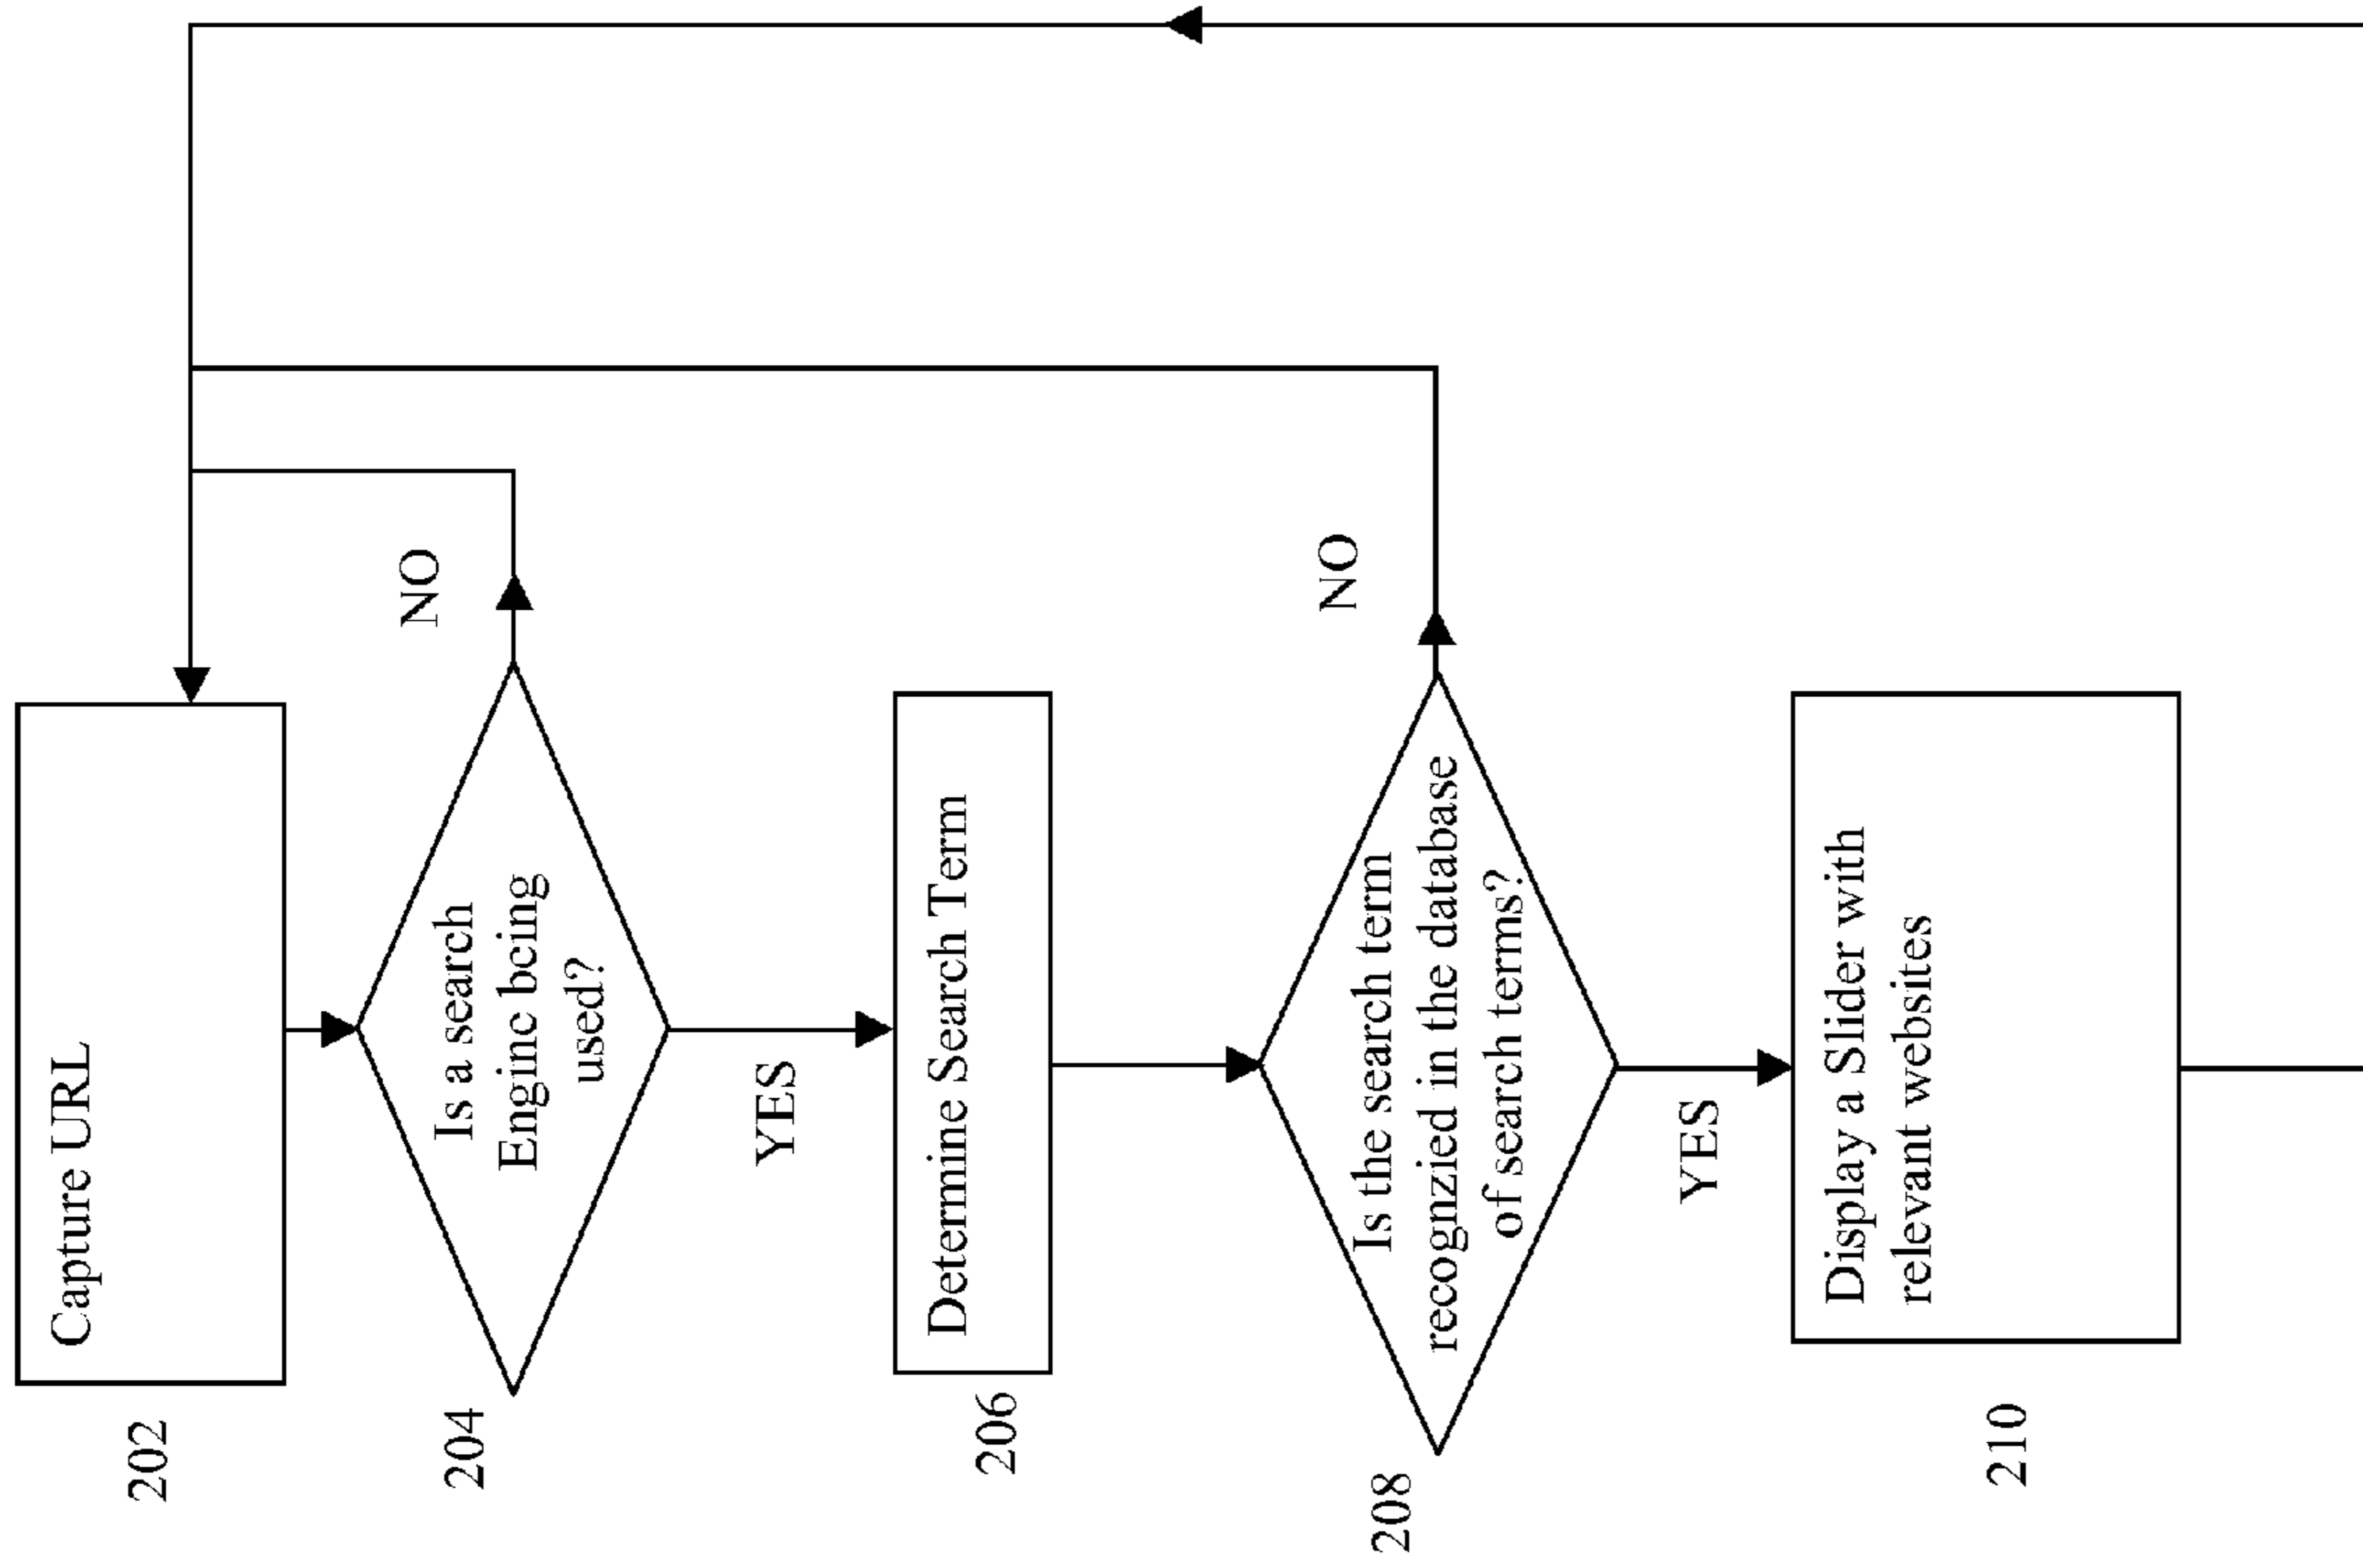 202
Capture URL
204
Is a search
Engine being
used?
NO
YES
206
Determine Search Term
208
Is the search term
recognzied in the database
of search terms?
NO
YES
210
Display a Slider with
relevant websites